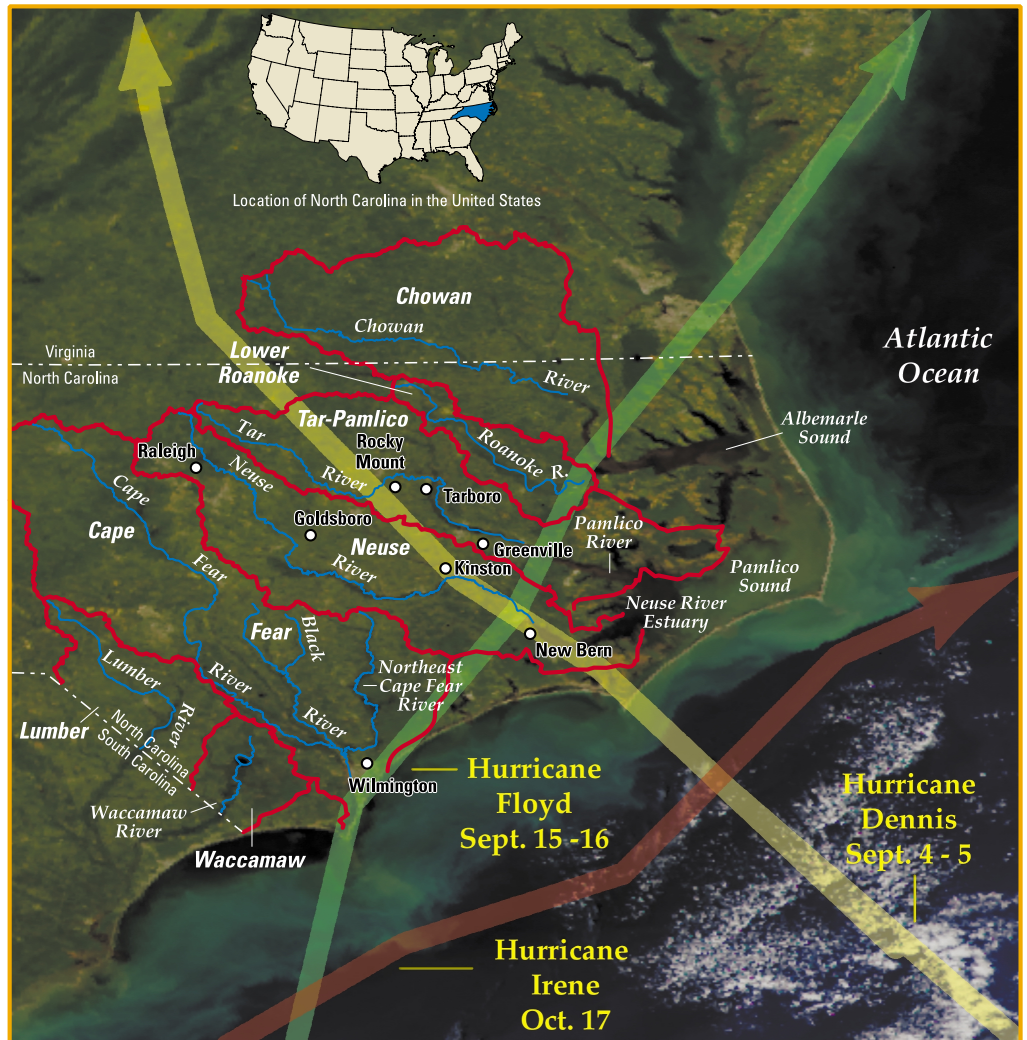 Location of North Carolina in the United States
Chowan
Chowan
River
Virginia
North Carolina
Lower
Roanoke
Atlantic
Ocean
Albemarle
Sound
Tar-Pamlico
Rocky
Mount
Roanoke R.
Raleigh
Tar
River
Neuse
River
Tarboro
Cape
Fear
River
Goldsboro
Neuse
Greenville
Pamlico
River
Cape
Fear
Kinston
Pamlico
Sound
Neuse River
Estuary
Black
River
New Bern
Northeast
Cape Fear
River
Lumber
River
Lumber
North Carolina
South Carolina
Wilmington
Waccamaw
River
Waccamaw
Hurricane
Floyd
Sept. 15 -16
Hurricane
Dennis
Sept. 4 - 5
Hurricane
Irene
Oct. 17